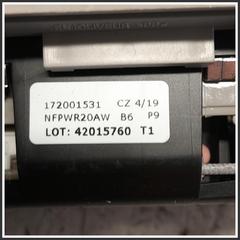 172001531 CZ 4/19
NFPWR20AW B6 P9
LOT: 42015760 T1